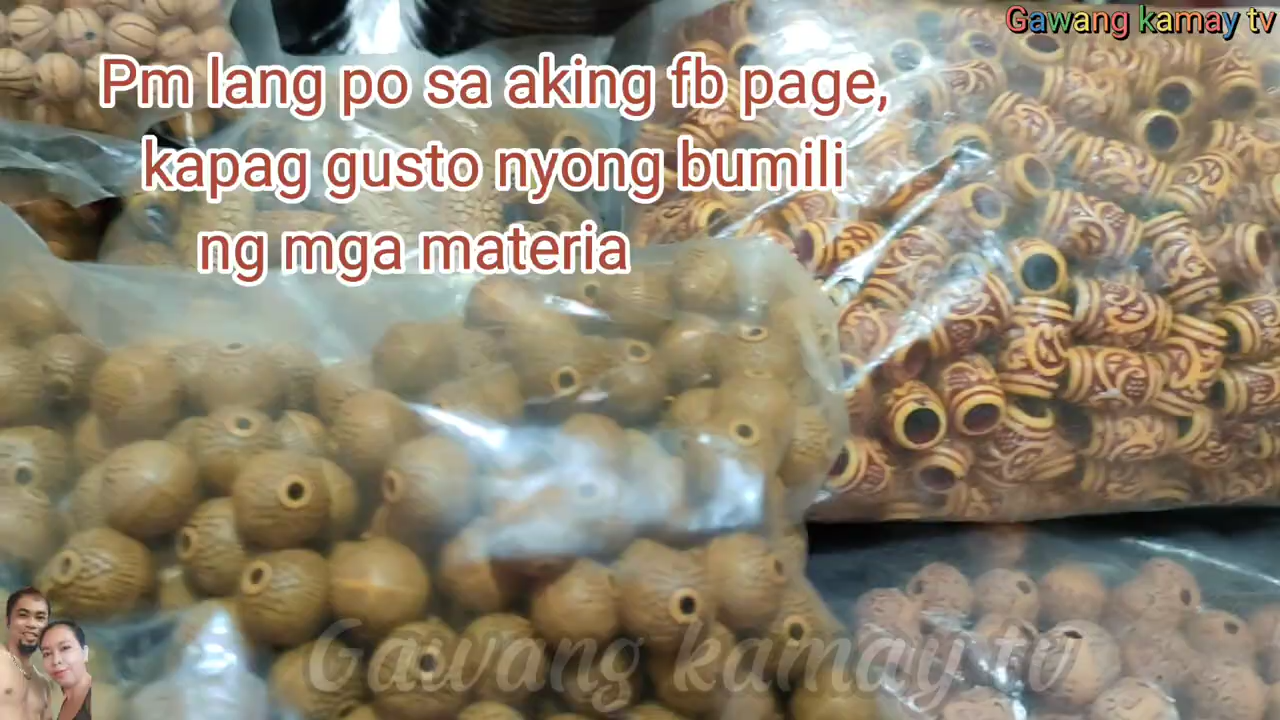 Gawang kamay tv
Pm lang po sa aking fb page,
kapag gusto nyong bumili
ng mga materia
Gawang kamay tv